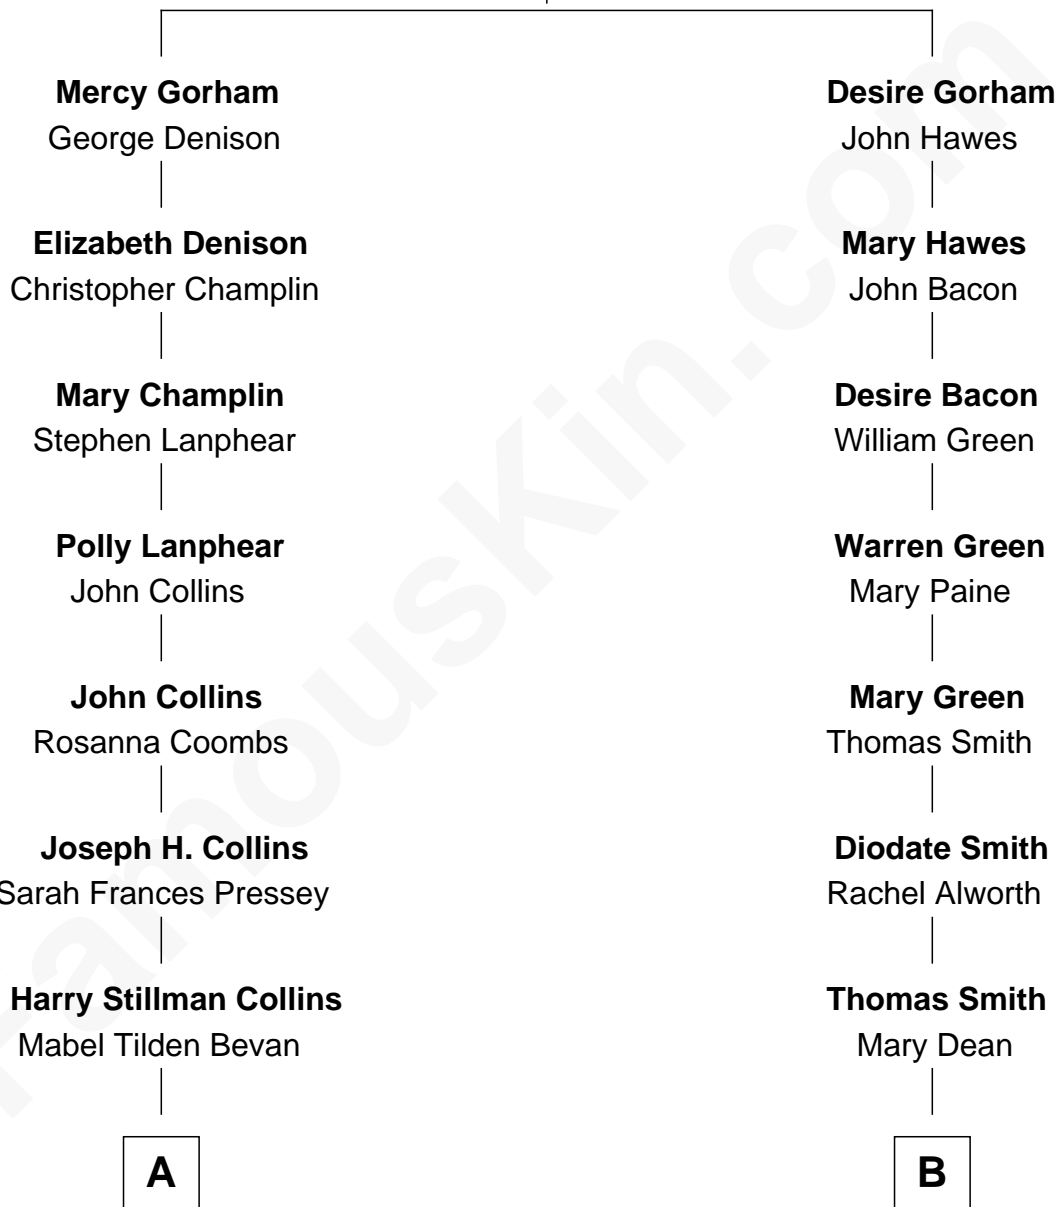 Mercy Gorham
George Denison
Desire Gorham
John Hawes
Elizabeth Denison
Christopher Champlin
Mary Hawes
John Bacon
Mary Champlin
Stephen Lanphear
Desire Bacon
William Green
Polly Lanphear
John Collins
Warren Green
Mary Paine
John Collins
Rosanna Coombs
Mary Green
Thomas Smith
Joseph H. Collins
Sarah Frances Pressey
Diodate Smith
Rachel Alworth
Harry Stillman Collins
Mabel Tilden Bevan
Thomas Smith
Mary Dean
A
B
FamousKin.com